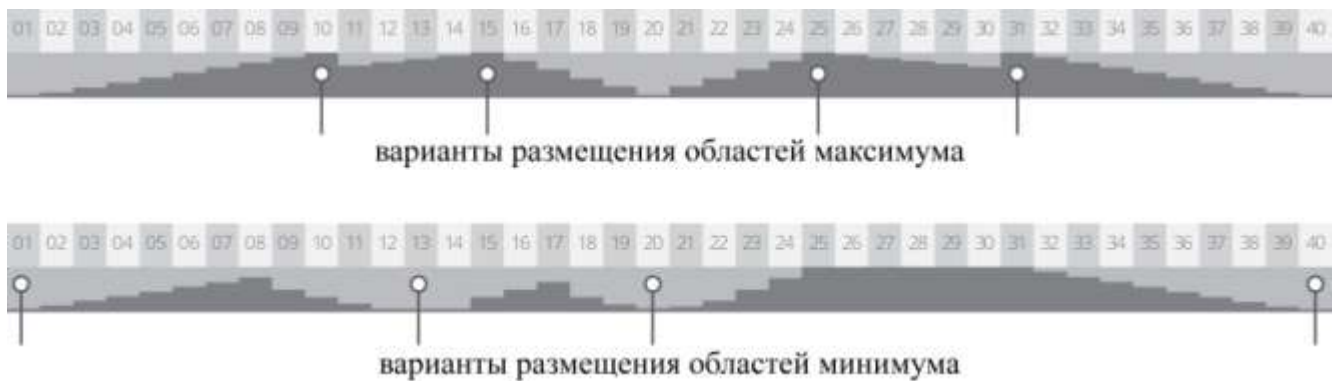 01 02 03 04 05 06 07 08 09 10 11 12 13 14 15 16 17 18 19 20 21 22 23 24 25 26 27 28 29 30 31 32 33 34 35 36 37 38 39 40
варианты размещения областей максимума
01 02 03 04 05 06 07 08 09 10 11 12 13 14 15 16 17 18 19 20 21 22 23 24 25 26 27 28 29 30 31 32 33 34 35 36 37 38 39 40
варианты размещения областей минимума